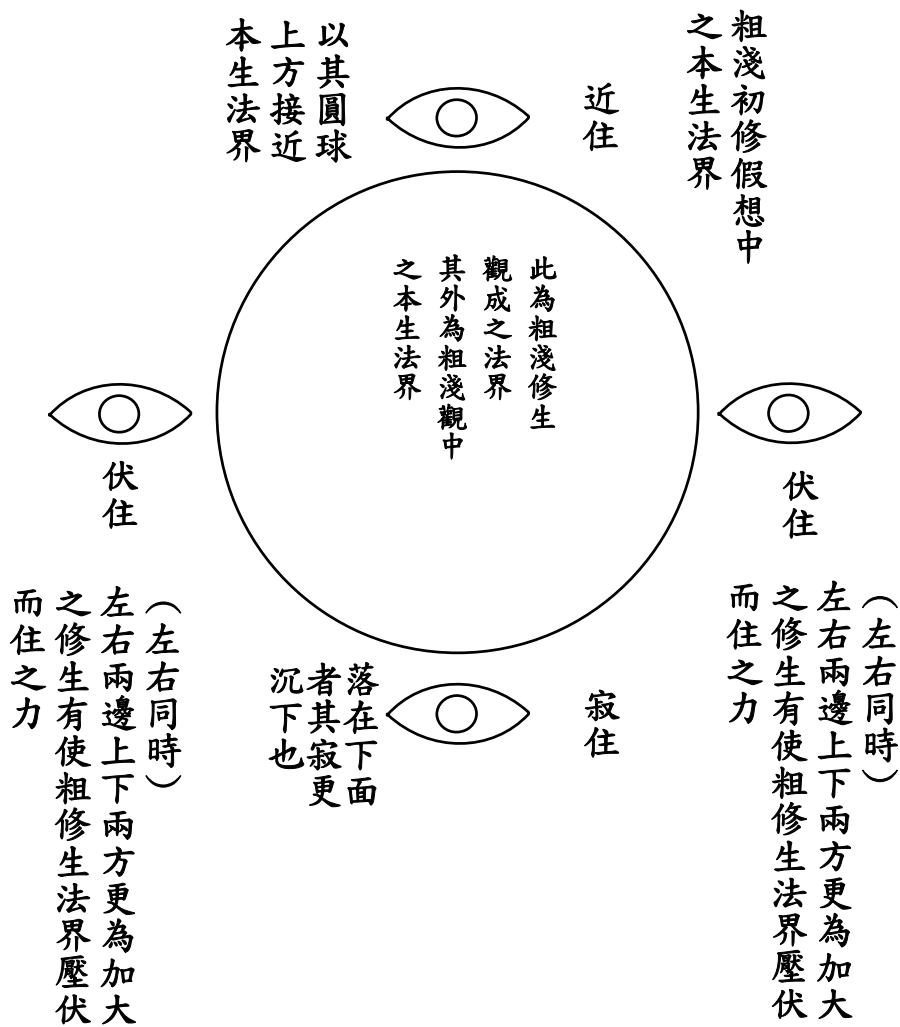 粗淺初修假想中
之本生法界
近住
以其圓球
上方接近
本生法界
此為粗淺修生
觀成之法界
其外為粗淺觀中
之本生法界
伏住
(左右同時)
左右兩邊上下兩方更為加大
之修生有使粗修生法界壓伏
而住之力
寂住
落在下面
者其寂更
沉下也
伏住
(左右同時)
左右兩邊上下兩方更為加大
之修生有使粗修生法界壓伏
而住之力